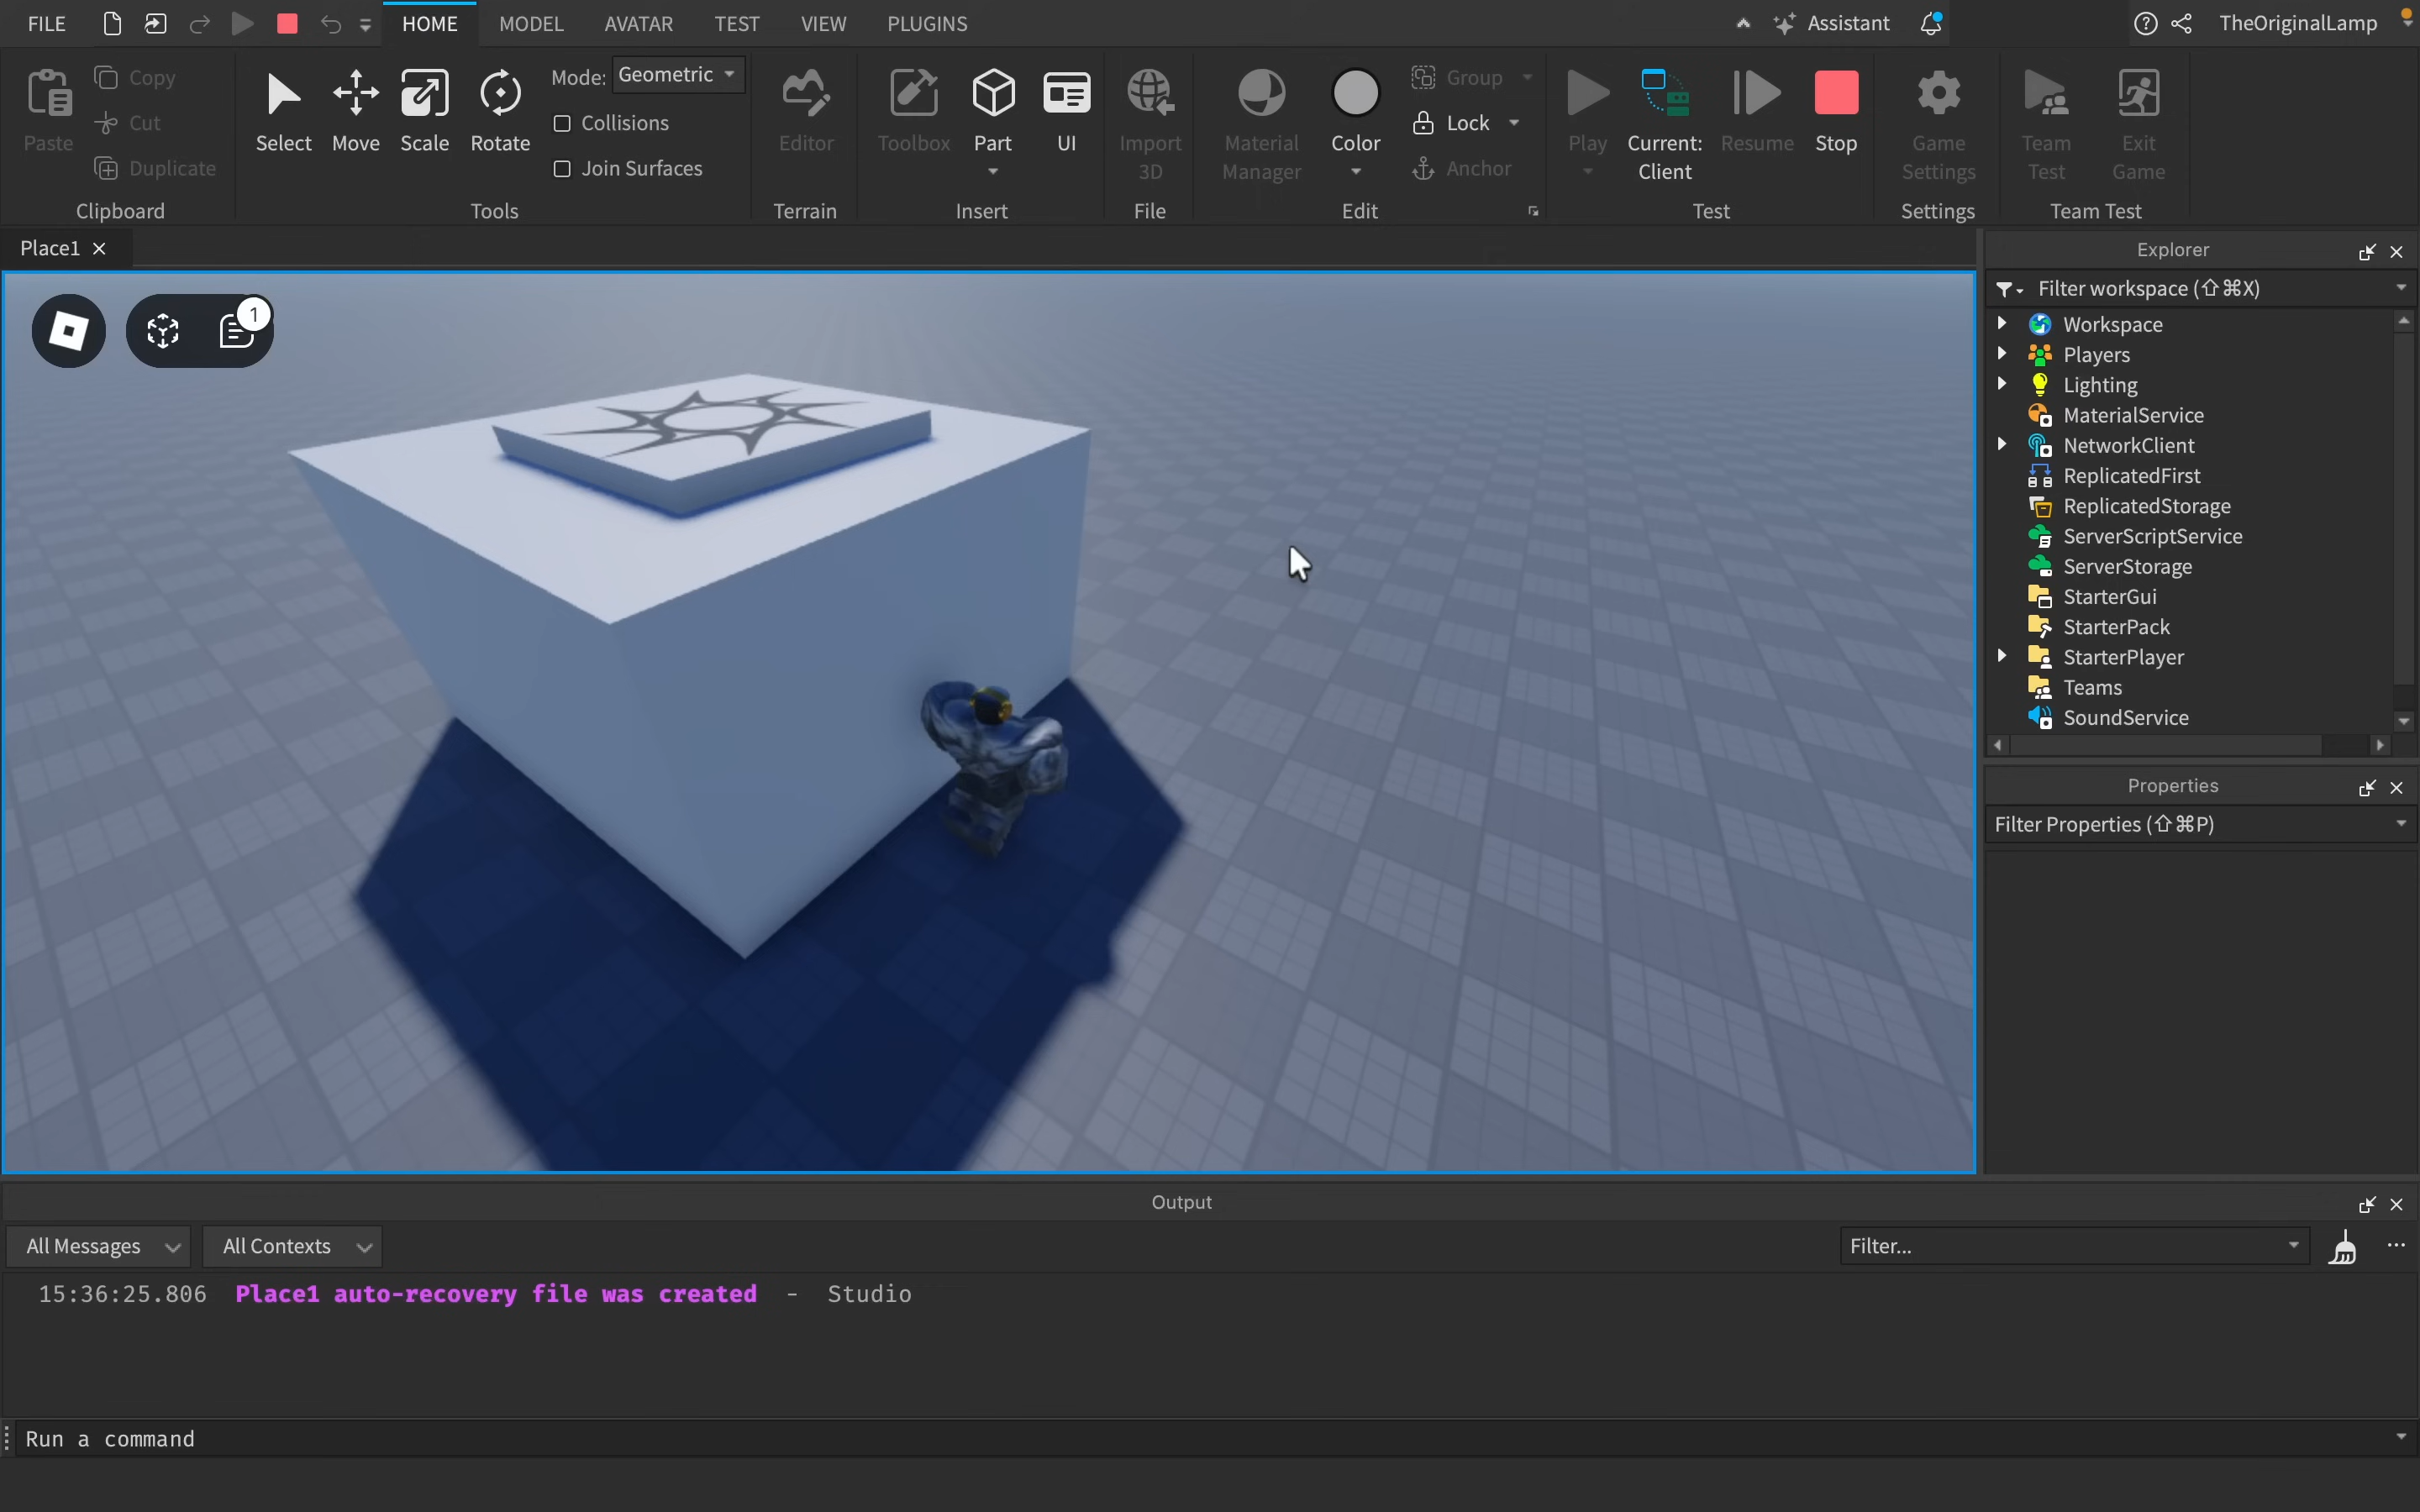 FILE HOME MODEL AVATAR TEST VIEW PLUGINS Assistant TheOriginalLamp
Paste Copy Cut Duplicate
Clipboard
Select Move Scale Rotate
Mode: Geometric
Collisions
Join Surfaces
Tools
Editor
Terrain
Toolbox Part UI
Insert
Import
3D
File
Material
Manager
Color
Group
Lock
Anchor
Edit
Play
Current:
Client
Resume Stop
Test
Game
Settings
Settings
Team
Test
Exit
Game
Team Test
Place1
1
Explorer
Filter workspace (⇧⌘X)
Workspace
Players
Lighting
MaterialService
NetworkClient
ReplicatedFirst
ReplicatedStorage
ServerScriptService
ServerStorage
StarterGui
StarterPack
StarterPlayer
Teams
SoundService
Properties
Filter Properties (⇧⌘P)
Output
All Messages All Contexts Filter...
15:36:25.806 Place1 auto-recovery file was created - Studio
Run a command